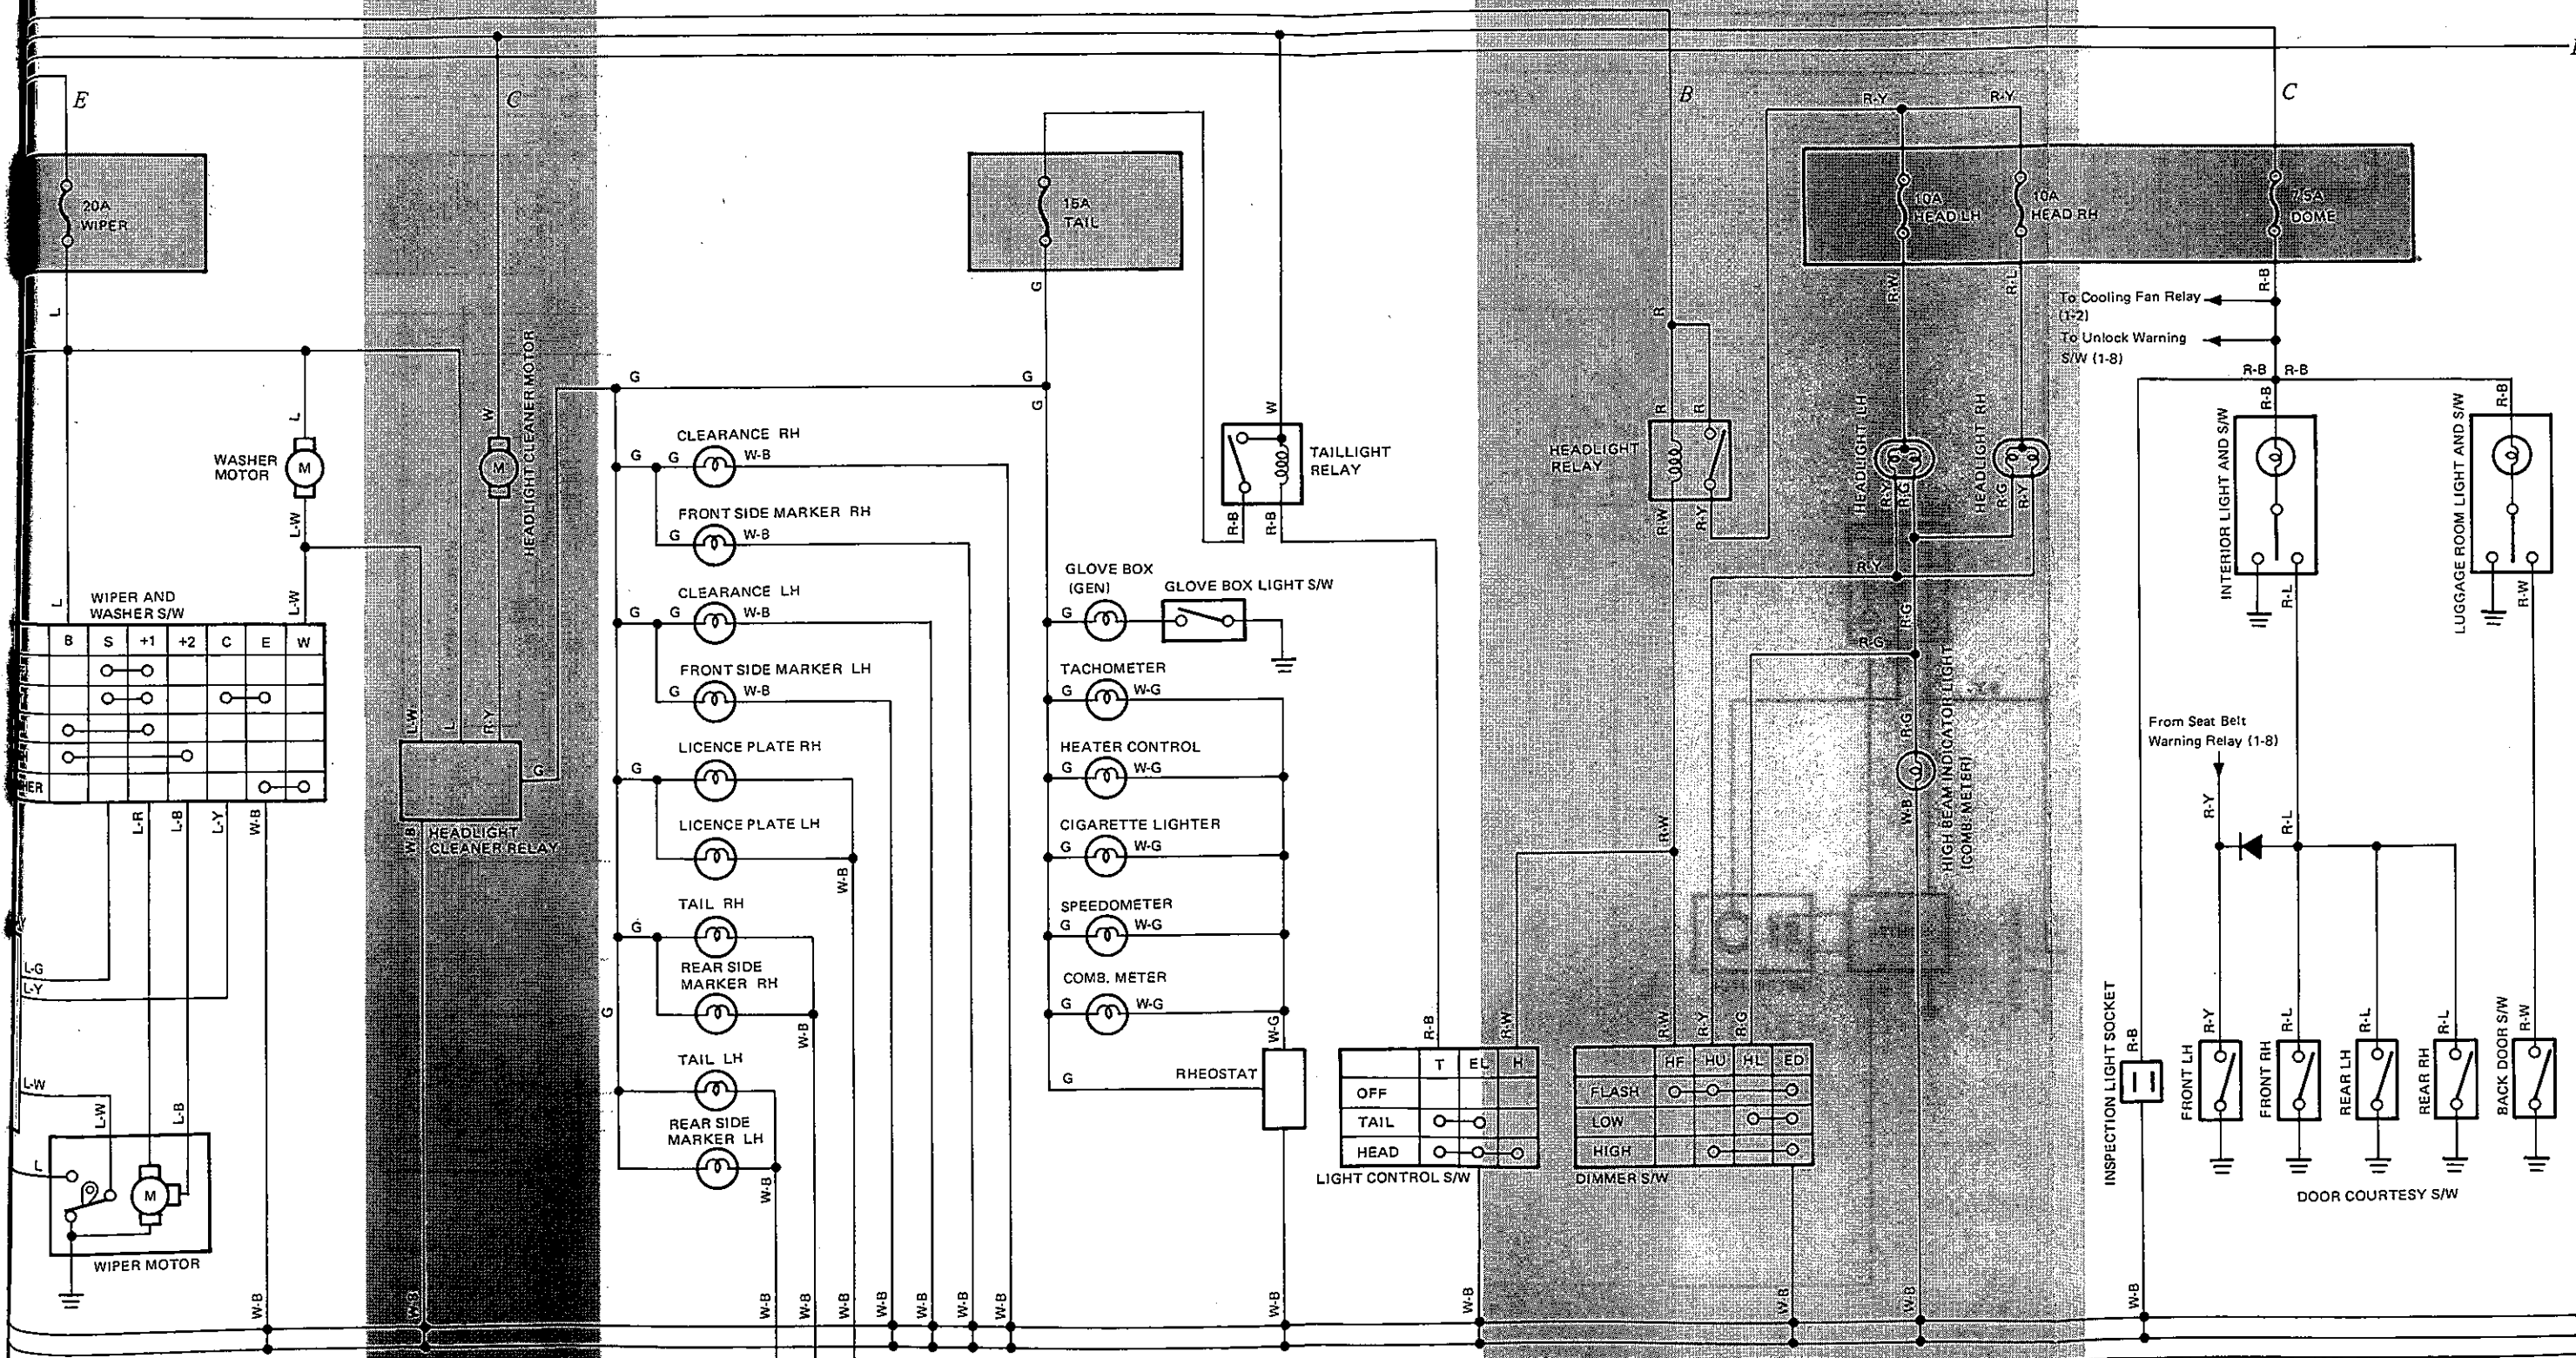 E
20A
WIPER
L
L
L
WASHER
MOTOR
M
L-W
L-W
WIPER AND
WASHER S/W
B S +1 +2 C E W
HER
L-R
L-B
L-Y
W-B
L-G
L-Y
L-W
L-W
L-B
L
M
WIPER MOTOR
W-B
C
W
M
HEADLIGHT CLEANER MOTOR
L-W
L
R-Y
G
W-B
HEADLIGHT
CLEANER RELAY
W-B
15A
TAIL
G
G
G
G
CLEARANCE RH
G G W-B
FRONT SIDE MARKER RH
G W-B
CLEARANCE LH
G G W-B
FRONT SIDE MARKER LH
G W-B
LICENCE PLATE RH
G
LICENCE PLATE LH
W-B
TAIL RH
G
REAR SIDE
MARKER RH
G
W-B
TAIL LH
REAR SIDE
MARKER LH
W-B
W-B W-B W-B W-B W-B W-B W-B
W
TAILLIGHT
RELAY
R-B
R-B
GLOVE BOX
(GEN)
GLOVE BOX LIGHT S/W
G
TACHOMETER
G W-G
HEATER CONTROL
G W-G
CIGARETTE LIGHTER
G W-G
SPEEDOMETER
G W-G
COMB. METER
G W-G
W-G
G
RHEOSTAT
W-B
R-B
R-W
T EL H
OFF
TAIL
HEAD
LIGHT CONTROL S/W
W-B
B
R
R
R
HEADLIGHT
RELAY
R-W
R-Y
R-W
R-Y R-Y
10A
HEAD LH
10A
HEAD RH
7.5A
DOME
R-W
R-L
HEADLIGHT LH
HEADLIGHT RH
R-Y
R-G
R-G
R-Y
R-Y
R-G
R-G
R-G
W-B
HIGH BEAM INDICATOR LIGHT
(COMB. METER)
R-W
R-Y
R-G
HF HU HL ED
FLASH
LOW
HIGH
DIMMER S/W
W-B
W-B
C
R-B
To Cooling Fan Relay
(1-2)
To Unlock Warning
S/W (1-8)
R-B R-B
R-B
R-B
INTERIOR LIGHT AND S/W
LUGGAGE ROOM LIGHT AND S/W
R-L
R-W
From Seat Belt
Warning Relay (1-8)
R-Y
R-L
INSPECTION LIGHT SOCKET
R-B
R-Y
R-L
R-L
R-L
R-W
FRONT LH
FRONT RH
REAR LH
REAR RH
BACK DOOR S/W
DOOR COURTESY S/W
W-B